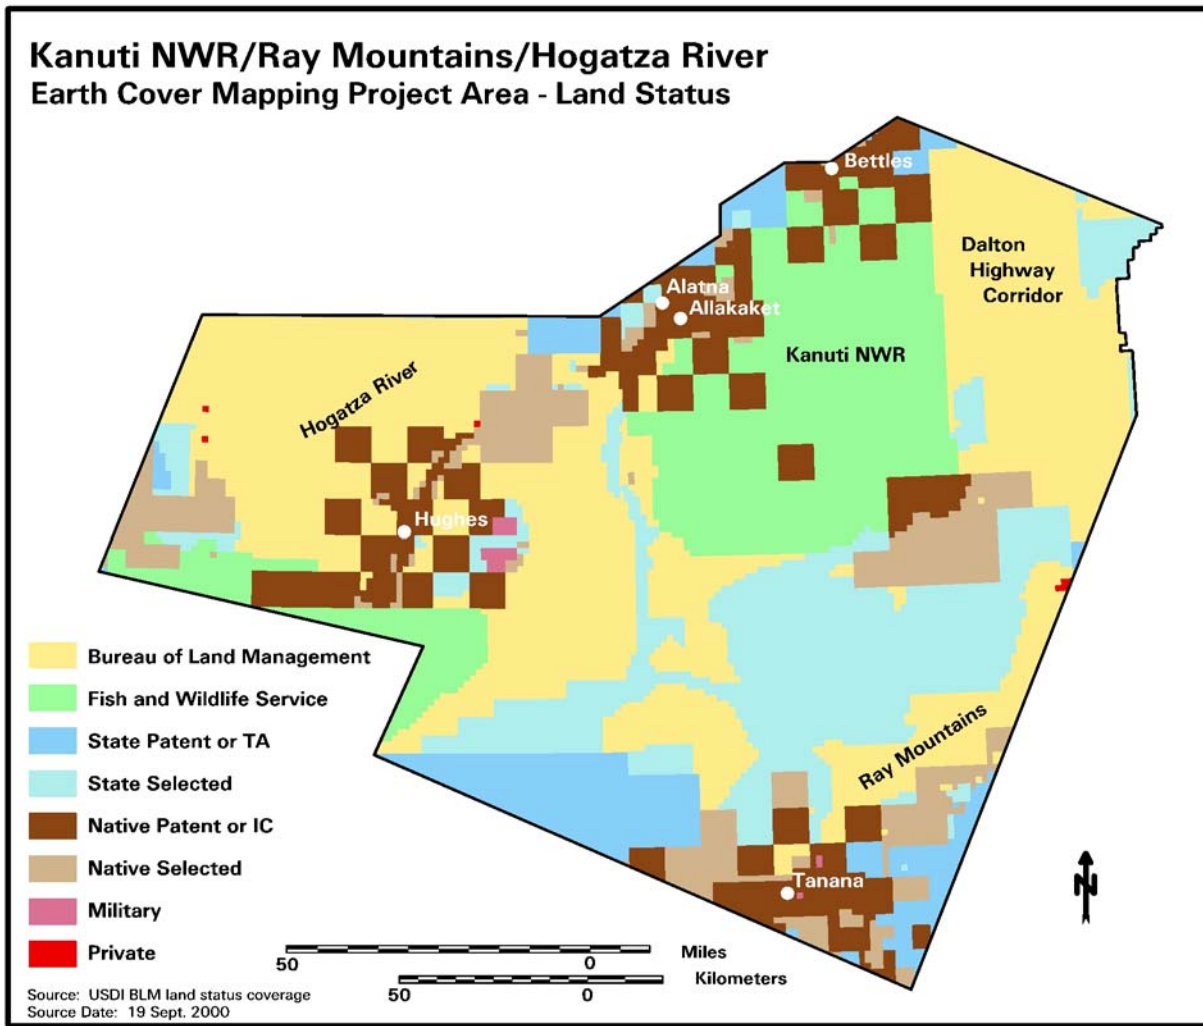 Kanuti NWR/Ray Mountains/Hogatza River
Earth Cover Mapping Project Area - Land Status
Bettles
Dalton
Highway
Corridor
Alatna
Allakaket
Kanuti NWR
Hogatza River
Hughes
Ray Mountains
Tanana
Bureau of Land Management
Fish and Wildlife Service
State Patent or TA
State Selected
Native Patent or IC
Native Selected
Military
Private
50 0 Miles
50 0 Kilometers
N
Source: USDI BLM land status coverage
Source Date: 19 Sept. 2000